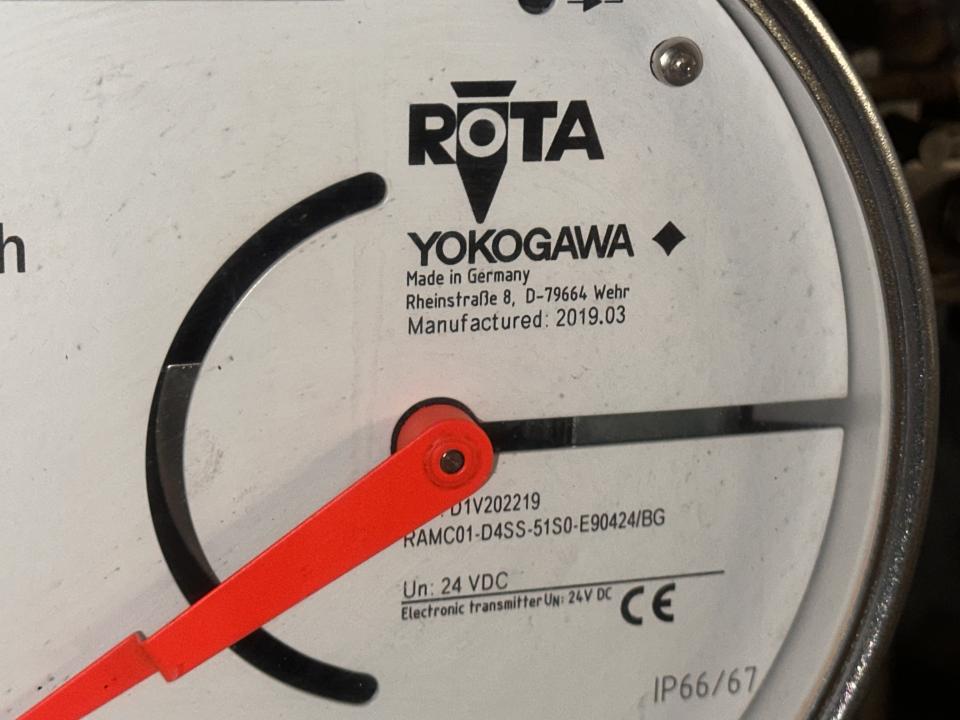 ROTA
YOKOGAWA
Made in Germany
Rheinstraße 8, D-79664 Wehr
Manufactured: 2019.03
h
D1V202219
RAMC01-D4SS-51S0-E90424/BG
Un: 24 VDC
Electronic transmitter UN: 24V DC CE
IP66/67